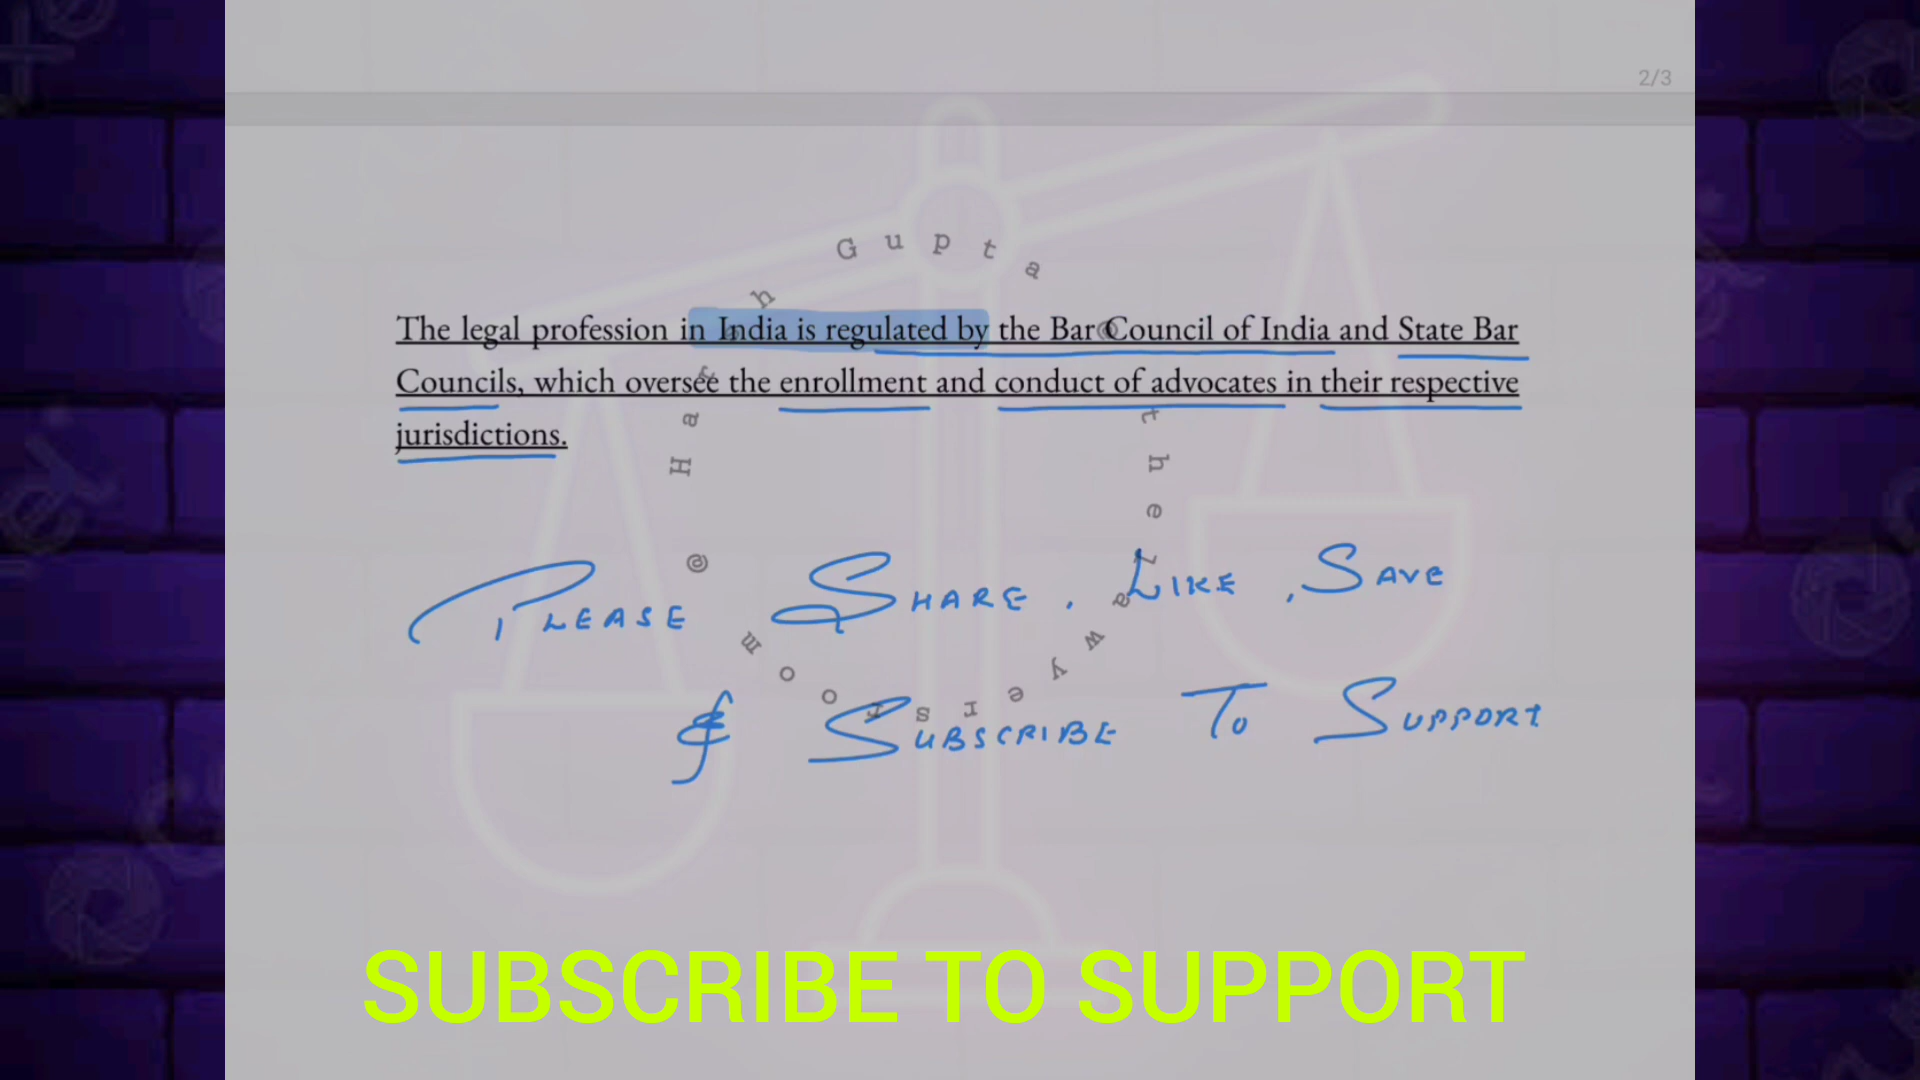 2/3
The legal profession in India is regulated by the Bar Council of India and State Bar
Councils, which oversee the enrollment and conduct of advocates in their respective
jurisdictions.
PLEASE SHARE, LIKE, SAVE
& SUBSCRIBE TO SUPPORT
SUBSCRIBE TO SUPPORT